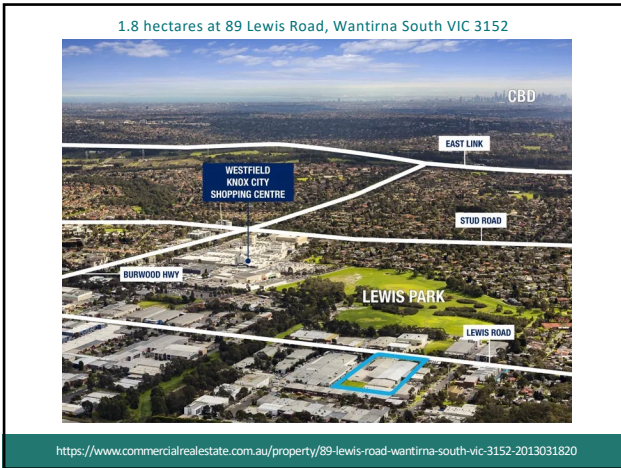 1.8 hectares at 89 Lewis Road, Wantirna South VIC 3152
CBD
EAST LINK
WESTFIELD
KNOX CITY
SHOPPING CENTRE
STUD ROAD
BURWOOD HWY
LEWIS PARK
LEWIS ROAD
https://www.commercialrealestate.com.au/property/89-lewis-road-wantirna-south-vic-3152-2013031820